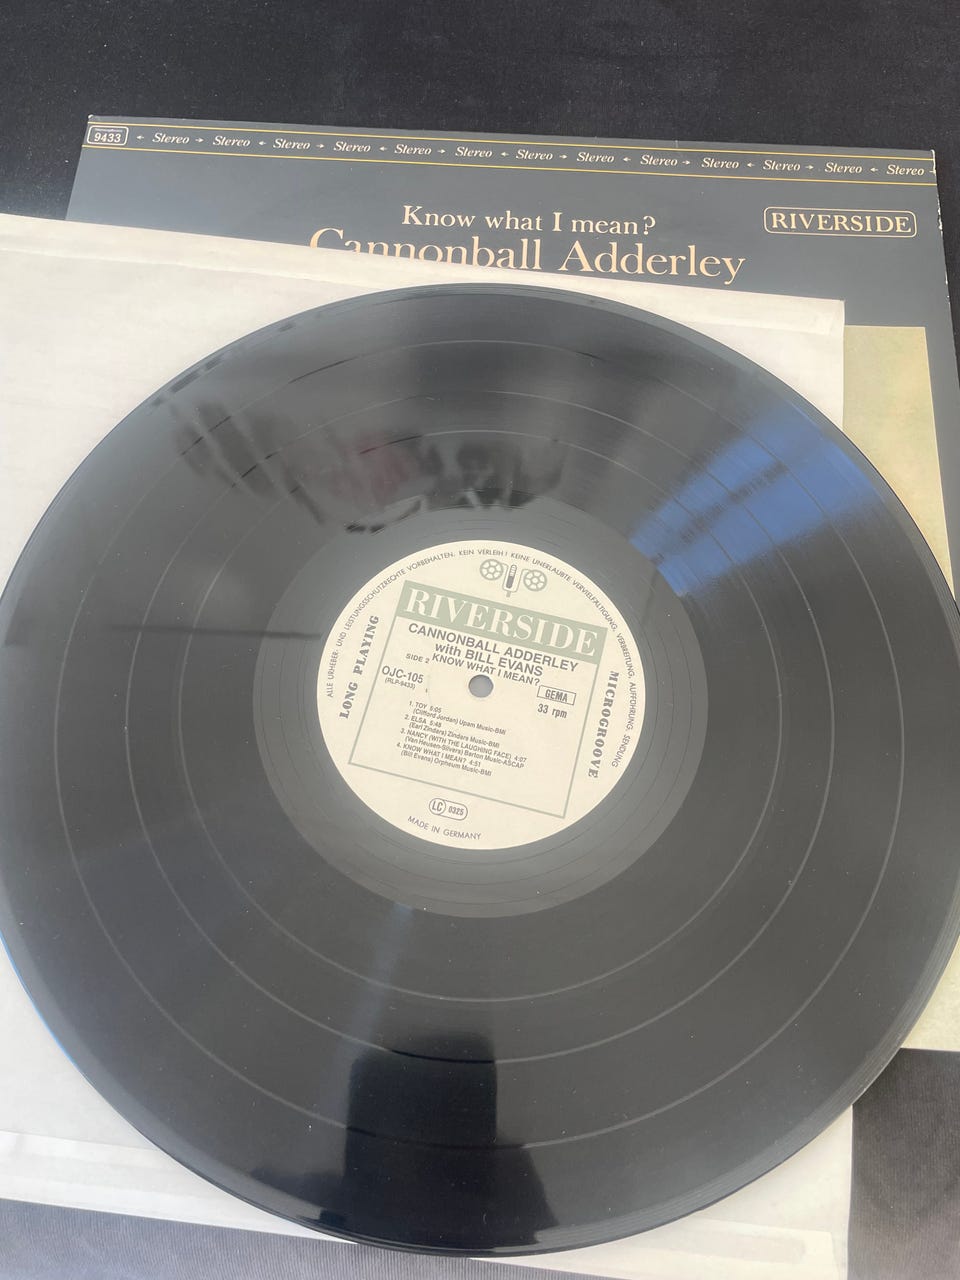 9433 ← Stereo → Stereo ← Stereo → Stereo ← Stereo → Stereo ← Stereo → Stereo ← Stereo → Stereo ← Stereo → Stereo ← Stereo
Know what I mean?
RIVERSIDE
Cannonball Adderley
ALLE URHEBER- UND LEISTUNGSSCHUTZRECHTE VORBEHALTEN. KEIN VERLEIH! KEINE UNERLAUBTE VERVIELFÄLTIGUNG, VERBREITUNG, AUFFÜHRUNG, SENDUNG
RIVERSIDE
LONG PLAYING
MICROGROOVE
CANNONBALL ADDERLEY
with BILL EVANS
SIDE 2 KNOW WHAT I MEAN?
OJC-105
(RLP-9433)
GEMA
33 rpm
1. TOY 5:05
(Clifford Jordan) Upam Music-BMI
2. ELSA 5:48
(Earl Zinders) Zinders Music-BMI
3. NANCY (WITH THE LAUGHING FACE) 4:07
(Van Heusen-Silvers) Barton Music-ASCAP
4. KNOW WHAT I MEAN? 4:51
(Bill Evans) Orpheum Music-BMI
LC 0325
MADE IN GERMANY